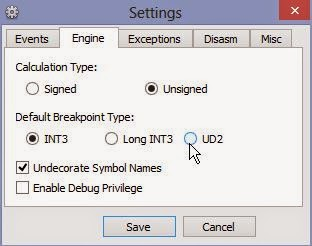 Settings
Events Engine Exceptions Disasm Misc
Calculation Type:
Signed Unsigned
Default Breakpoint Type:
INT3 Long INT3 UD2
Undecorate Symbol Names
Enable Debug Privilege
Save Cancel